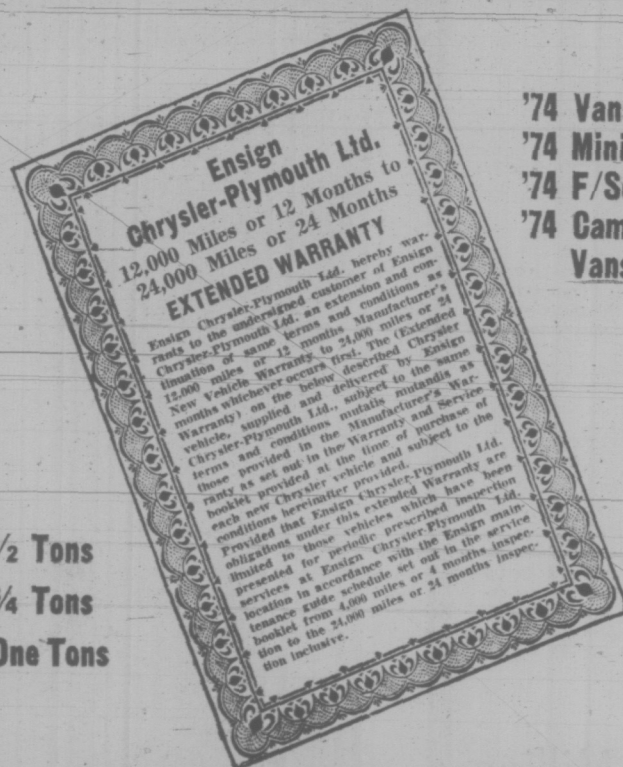 Ensign
Chrysler-Plymouth Ltd.
12,000 Miles or 12 Months to
24,000 Miles or 24 Months
EXTENDED WARRANTY
Ensign Chrysler-Plymouth Ltd. hereby war-
rants to the undersigned customer of Ensign
Chrysler-Plymouth Ltd. an extension and con-
tinuation of same terms and conditions as
12,000 miles or 12 months Manufacturer's
New Vehicle Warranty to 24,000 miles or 24
months whichever occurs first. The (Extended
Warranty) on the below described Chrysler
vehicle, supplied and delivered by Ensign
Chrysler-Plymouth Ltd., subject to the same
terms and conditions mutatis mutandis as
those provided in the Manufacturer's War-
ranty as set out in the Warranty and Service
booklet provided at the time of purchase of
each new Chrysler vehicle and subject to the
conditions hereinafter provided.
Provided that Ensign Chrysler-Plymouth Ltd.
obligations under this extended Warranty are
limited to those vehicles which have been
presented for periodic prescribed inspection
services at Ensign Chrysler-Plymouth Ltd.
location in accordance with the Ensign main-
tenance guide schedule set out in the service
booklet from 4,000 miles or 4 months inspec-
tion to the 24,000 miles or 24 months inspec-
tion inclusive.
'74 Van
'74 Mini
'74 F/S
'74 Cam
Vans
/2 Tons
/4 Tons
One Tons